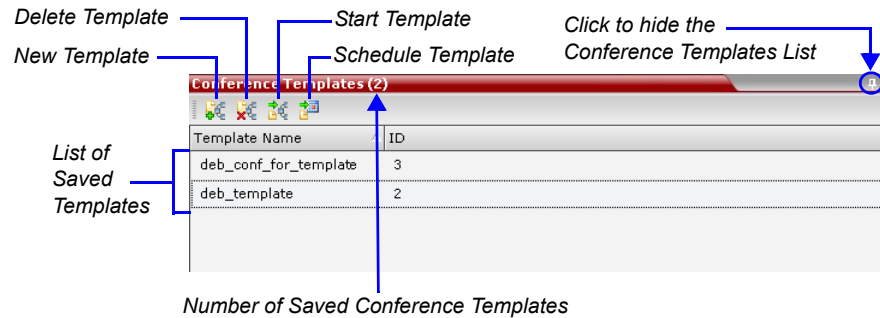 Delete Template
Start Template
Click to hide the
New Template
Schedule Template
Conference Templates List
Conference Templates (2)
Template Name
ID
List of
Saved
Templates
deb_conf_for_template 3
deb_template 2
Number of Saved Conference Templates